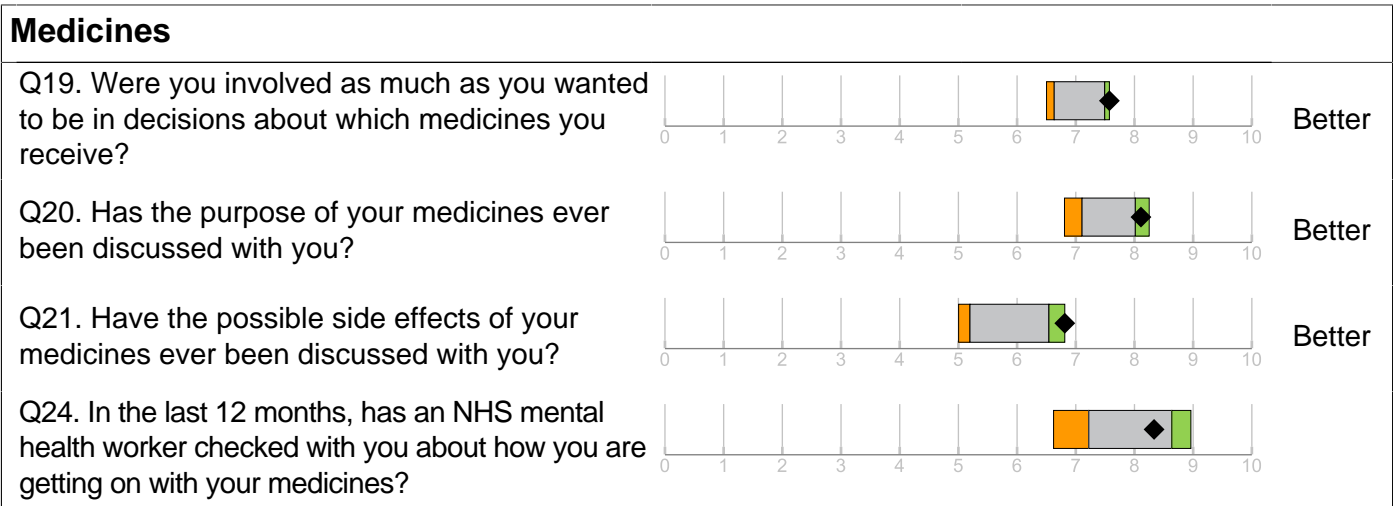 Medicines
Q19. Were you involved as much as you wanted
to be in decisions about which medicines you
receive?
0 1 2 3 4 5 6 7 8 9 10
Better
Q20. Has the purpose of your medicines ever
been discussed with you?
0 1 2 3 4 5 6 7 8 9 10
Better
Q21. Have the possible side effects of your
medicines ever been discussed with you?
0 1 2 3 4 5 6 7 8 9 10
Better
Q24. In the last 12 months, has an NHS mental
health worker checked with you about how you are
getting on with your medicines?
0 1 2 3 4 5 6 7 8 9 10